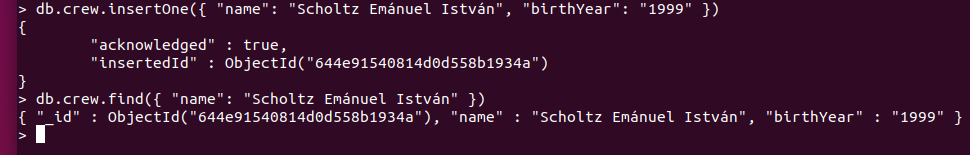 > db.crew.insertOne({ "name": "Scholtz Emánuel István", "birthYear": "1999" })
{
        "acknowledged" : true,
        "insertedId" : ObjectId("644e91540814d0d558b1934a")
}
> db.crew.find({ "name": "Scholtz Emánuel István" })
{ "_id" : ObjectId("644e91540814d0d558b1934a"), "name" : "Scholtz Emánuel István", "birthYear" : "1999" }
>